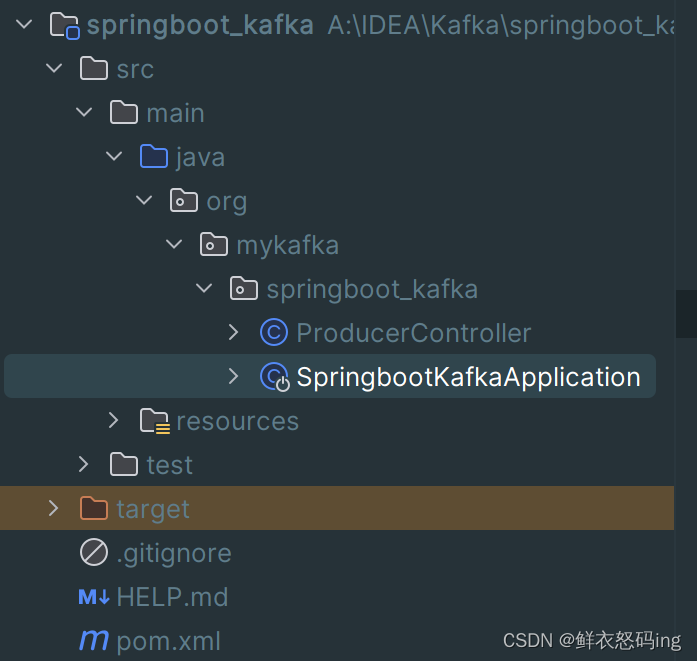 springboot_kafka A:\IDEA\Kafka\springboot_ka
src
main
java
org
mykafka
springboot_kafka
ProducerController
SpringbootKafkaApplication
resources
test
target
.gitignore
M↓ HELP.md
m pom.xml
CSDN @鲜衣怒码ing